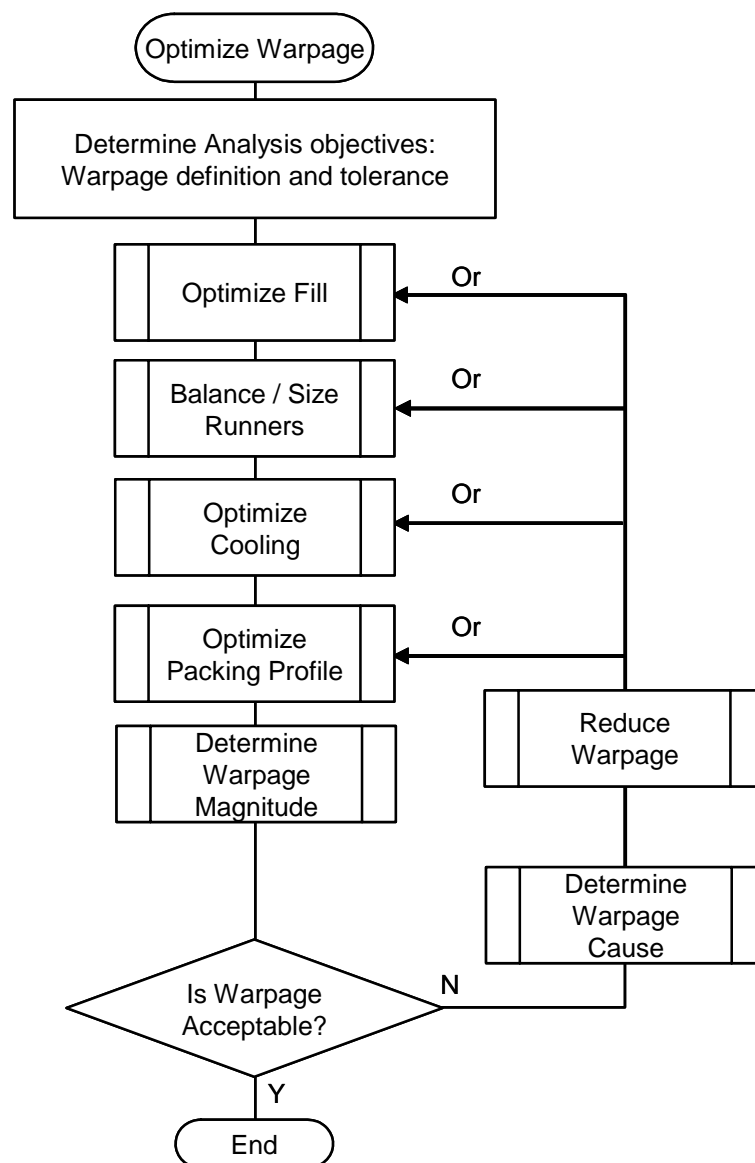 Optimize Warpage
Determine Analysis objectives:
Warpage definition and tolerance
Optimize Fill
Or
Balance / Size
Runners
Or
Optimize
Cooling
Or
Optimize
Packing Profile
Or
Determine
Warpage
Magnitude
Reduce
Warpage
Determine
Warpage
Cause
Is Warpage
Acceptable?
N
Y
End